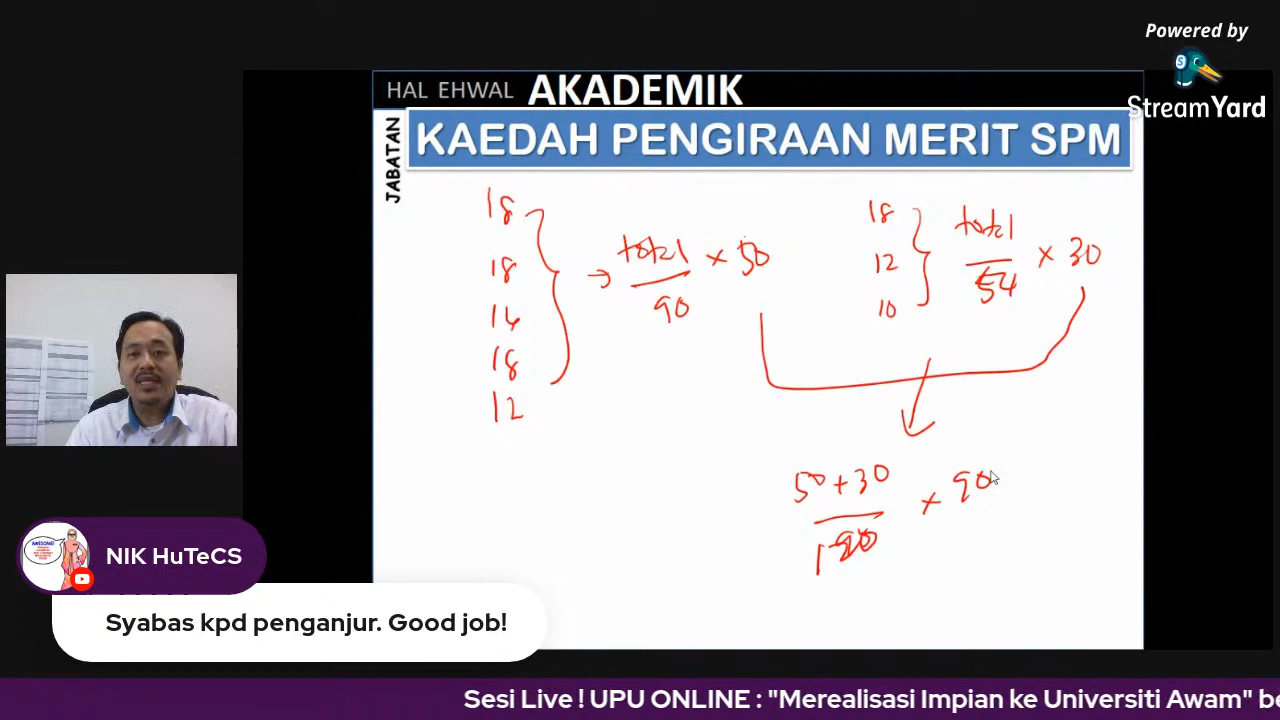 Powered by
StreamYard
HAL EHWAL AKADEMIK
JABATAN
KAEDAH PENGIRAAN MERIT SPM
18
18
14
18
12
total
90
× 50
18
12
10
total
54
× 30
50 + 30
× 90
NIK HuTeCS
Syabas kpd penganjur. Good job!
Sesi Live ! UPU ONLINE : "Merealisasi Impian ke Universiti Awam" be